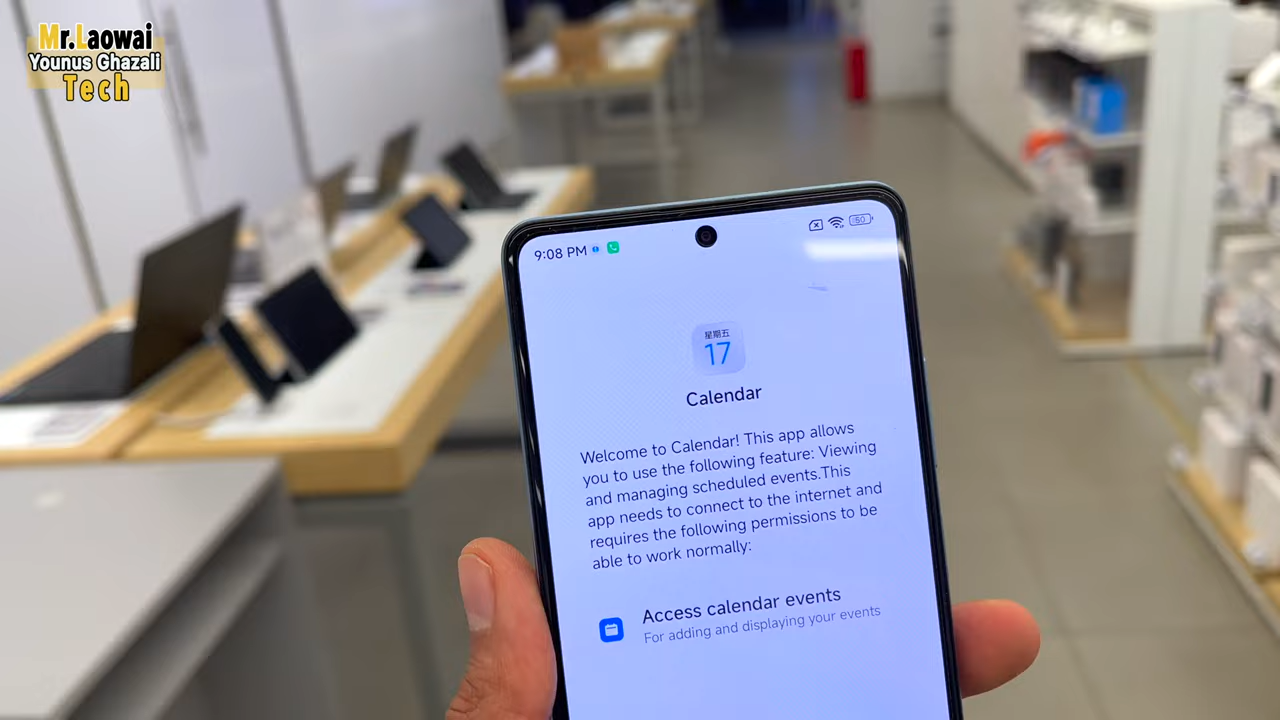 Mr.Laowai
Younus Ghazali
Tech
9:08 PM
50
星期五
17
Calendar
Welcome to Calendar! This app allows
you to use the following feature: Viewing
and managing scheduled events.This
app needs to connect to the internet and
requires the following permissions to be
able to work normally:
Access calendar events
For adding and displaying your events